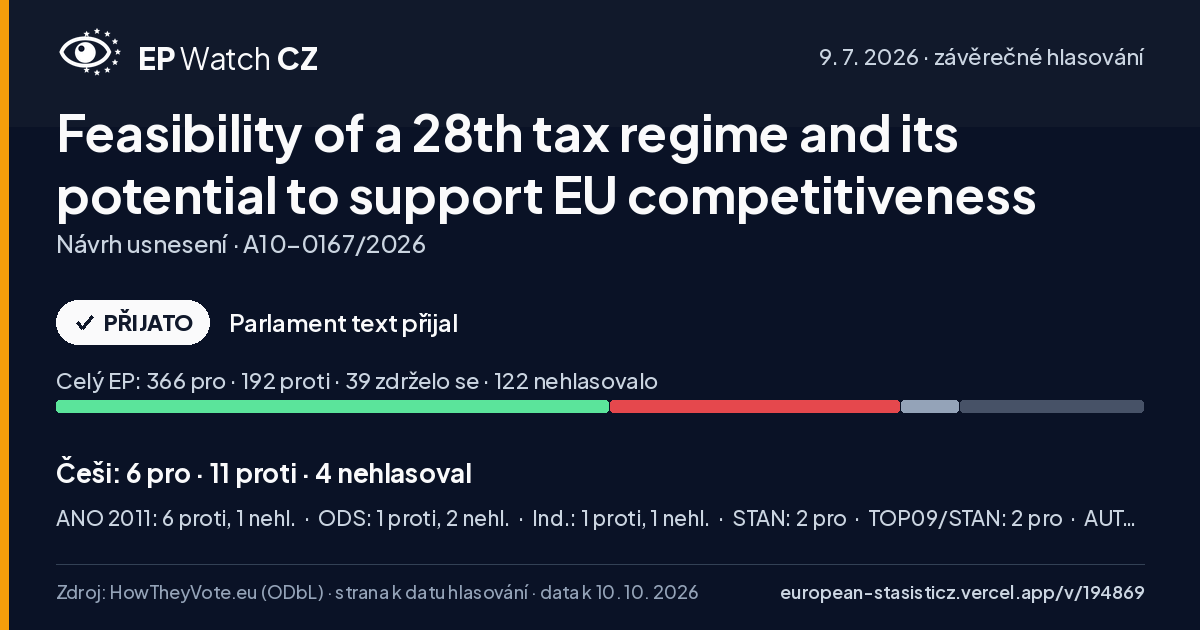 EP Watch CZ
9. 7. 2026 · závěrečné hlasování
Feasibility of a 28th tax regime and its
potential to support EU competitiveness
Návrh usnesení · A10–0167/2026
✓ PŘIJATO
Parlament text přijal
Celý EP: 366 pro · 192 proti · 39 zdrželo se · 122 nehlasovalo
Češi: 6 pro · 11 proti · 4 nehlasoval
ANO 2011: 6 proti, 1 nehl. · ODS: 1 proti, 2 nehl. · Ind.: 1 proti, 1 nehl. · STAN: 2 pro · TOP09/STAN: 2 pro · AUT…
Zdroj: HowTheyVote.eu (ODbL) · strana k datu hlasování · data k 10. 10. 2026
european-stasisticz.vercel.app/v/194869